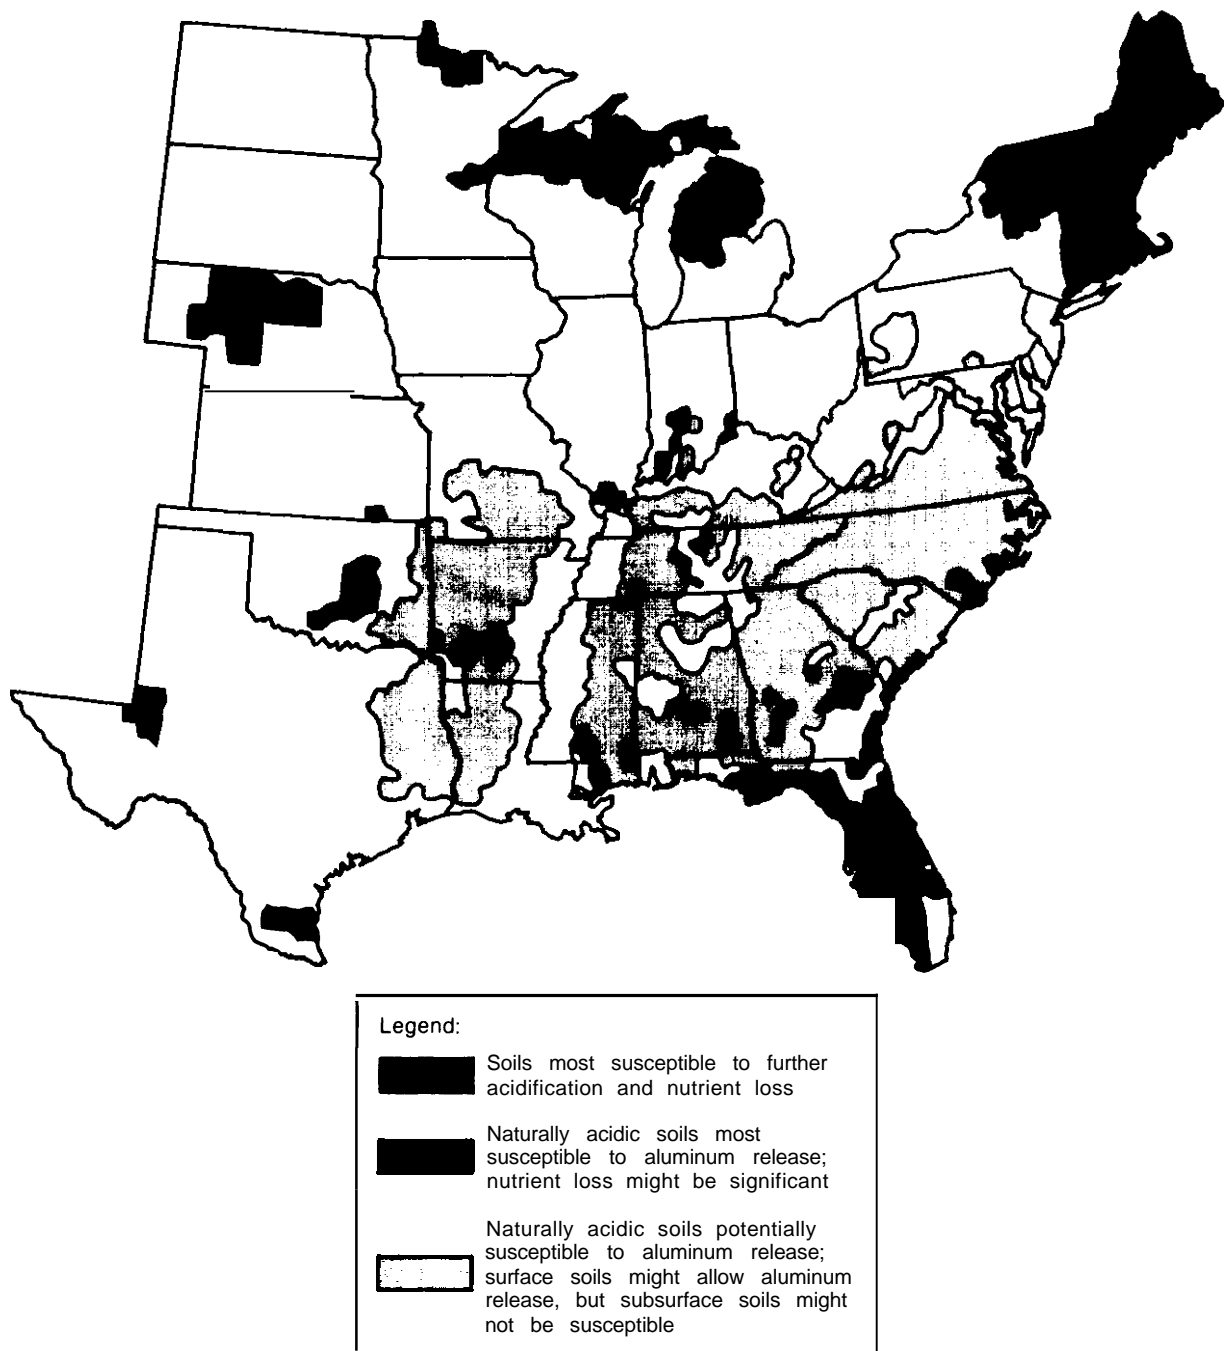 Legend:
Soils most susceptible to further
acidification and nutrient loss
Naturally acidic soils most
susceptible to aluminum release;
nutrient loss might be significant
Naturally acidic soils potentially
susceptible to aluminum release;
surface soils might allow aluminum
release, but subsurface soils might
not be susceptible